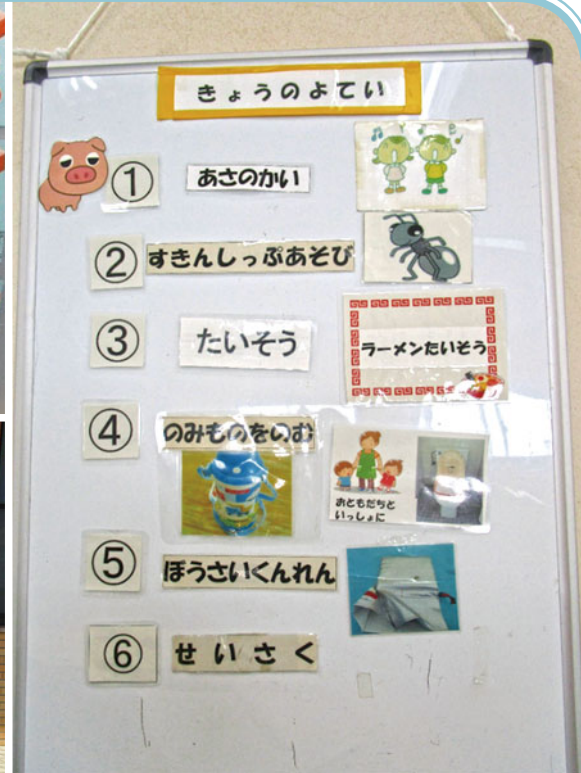 きょうのよてい
① あさのかい
② すきんしっぷあそび
③ たいそう
ラーメンたいそう
④ のみものをのむ
おともだちと
いっしょに
⑤ ぼうさいくんれん
⑥ せいさく